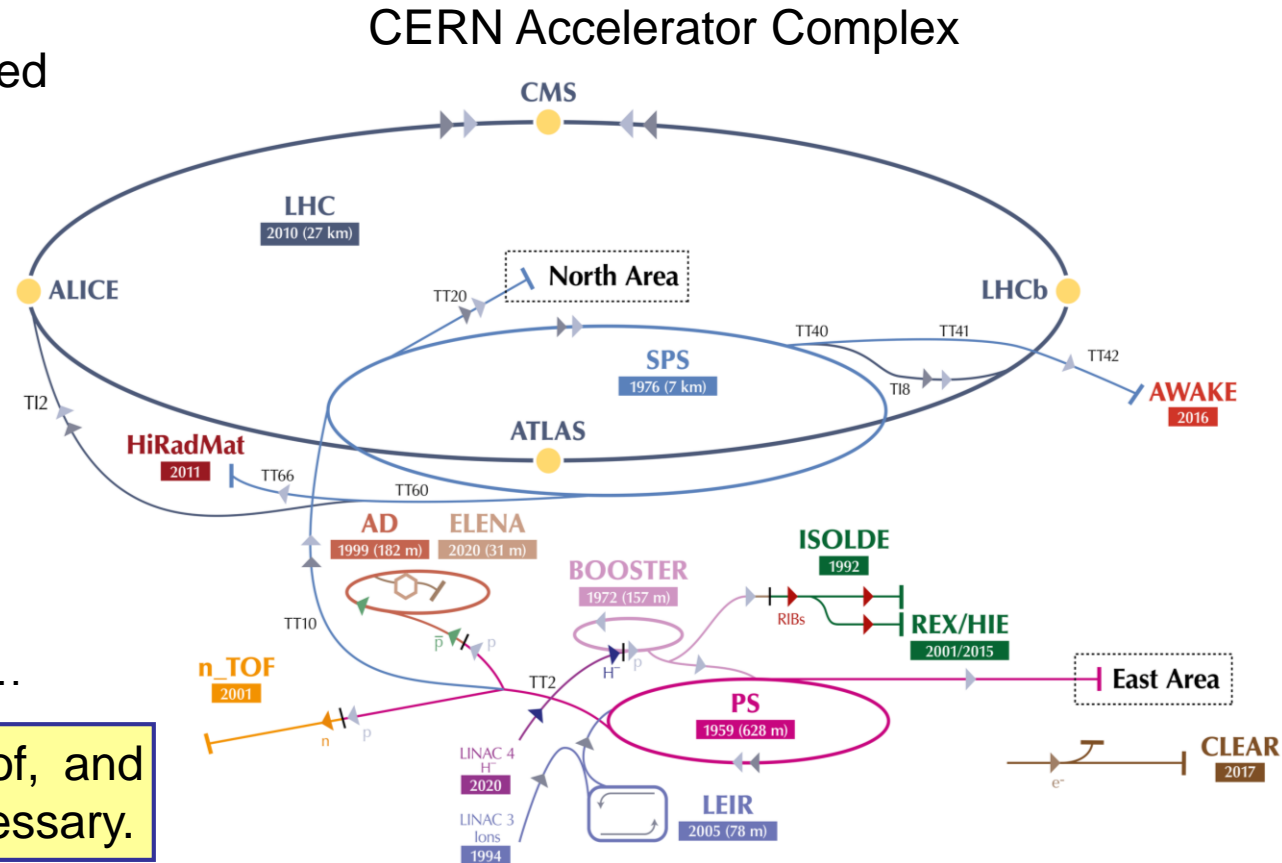 CERN Accelerator Complex
ed
CMS
LHC
2010 (27 km)
North Area
ALICE
LHCb
TT20
TT40
TT41
SPS
1976 (7 km)
TT42
TI8
AWAKE
2016
TI2
ATLAS
HiRadMat
2011
TT66
TT60
AD
1999 (182 m)
ELENA
2020 (31 m)
ISOLDE
1992
BOOSTER
1972 (157 m)
RIBs
REX/HIE
2001/2015
TT10
p̄
p
H⁻
p
n_TOF
2001
...
TT2
East Area
PS
1959 (628 m)
n
p
of, and
essary.
LINAC 4
H⁻
2020
CLEAR
2017
e⁻
LEIR
2005 (78 m)
LINAC 3
Ions
1994